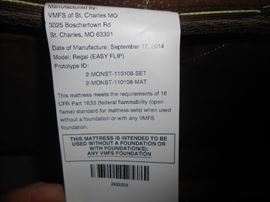 Manufactured By:
VMFS of St. Charles MO
3025 Boschertown Rd
St. Charles, MO 63301
Date of Manufacture: September 17, 2014
Model: Regal (EASY FLIP)
Prototype ID:
2-MONST-110108-SET
2-MONST-110108-MAT
This mattress meets the requirements of 16
CFR Part 1633 (federal flammability (open
flame) standard for mattress sets) when used
without a foundation or with any VMFS
foundation.
THIS MATTRESS IS INTENDED TO BE
USED WITHOUT A FOUNDATION OR
WITH FOUNDATION(S):
ANY VMFS FOUNDATION